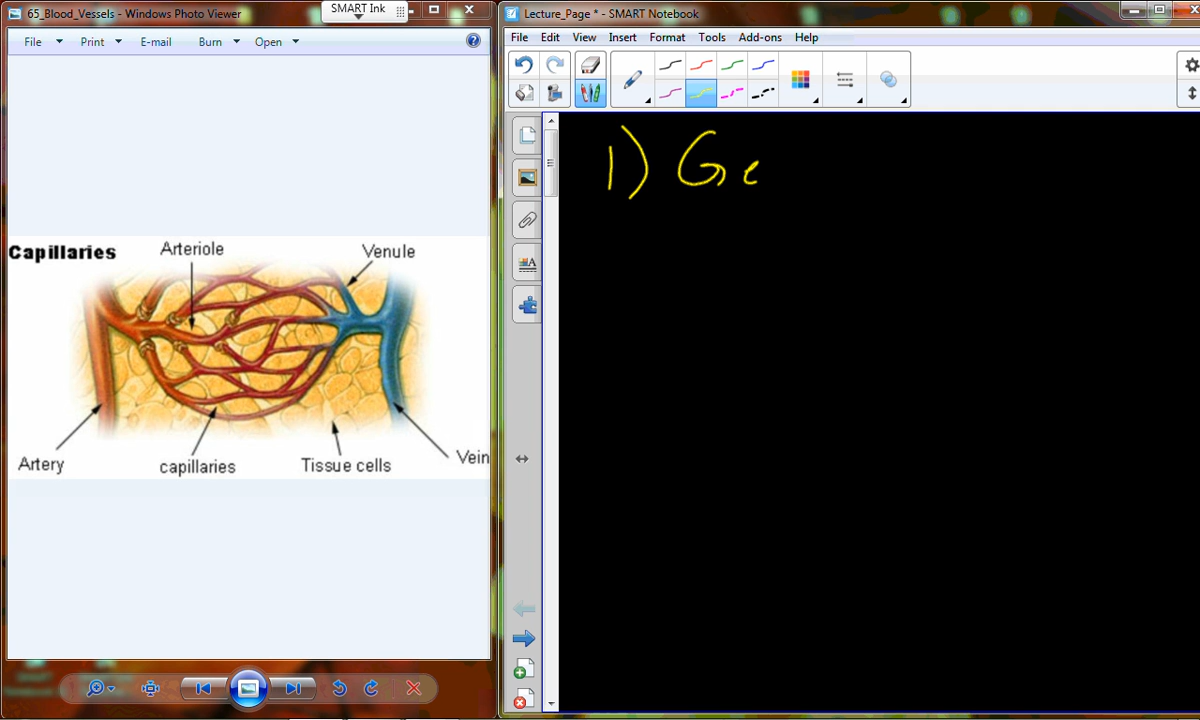 65_Blood_Vessels - Windows Photo Viewer
SMART Ink
File Print E-mail Burn Open
Capillaries
Arteriole
Venule
Artery
capillaries
Tissue cells
Vein
Lecture_Page * - SMART Notebook
File Edit View Insert Format Tools Add-ons Help
1) Ge